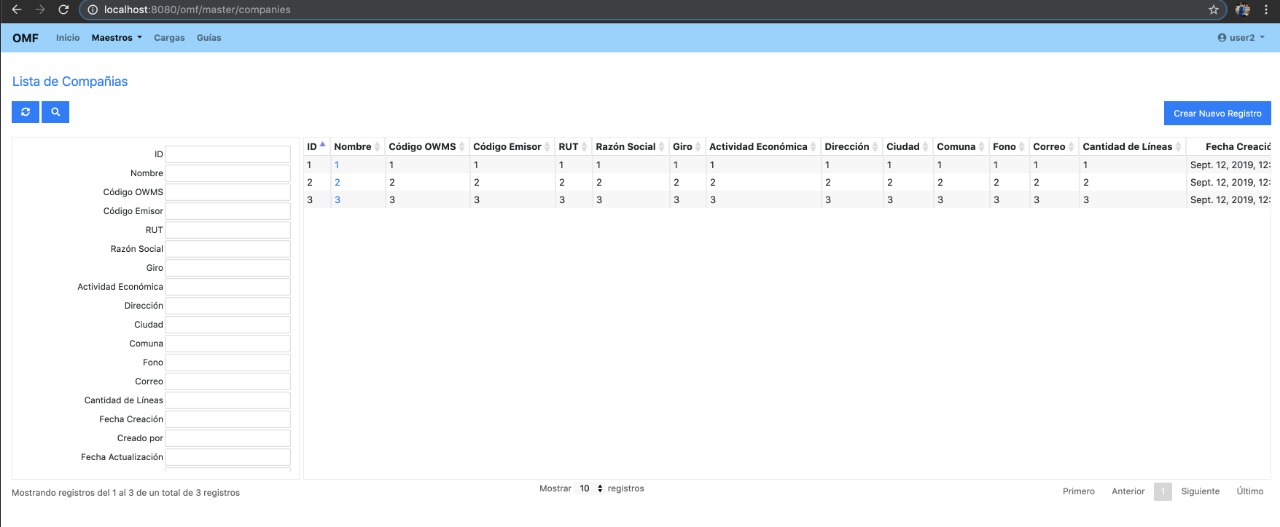 localhost:8080/omf/master/companies
OMF Inicio Maestros Cargas Guías user2
Lista de Compañias
Crear Nuevo Registro
ID
Nombre
Código OWMS
Código Emisor
RUT
Razón Social
Giro
Actividad Económica
Dirección
Ciudad
Comuna
Fono
Correo
Cantidad de Líneas
Fecha Creación
Creado por
Fecha Actualización
ID Nombre Código OWMS Código Emisor RUT Razón Social Giro Actividad Económica Dirección Ciudad Comuna Fono Correo Cantidad de Líneas Fecha Creació
1 1 1 1 1 1 1 1 1 1 1 1 1 1 Sept. 12, 2019, 12:
2 2 2 2 2 2 2 2 2 2 2 2 2 2 Sept. 12, 2019, 12:
3 3 3 3 3 3 3 3 3 3 3 3 3 3 Sept. 12, 2019, 12:
Mostrando registros del 1 al 3 de un total de 3 registros
Mostrar 10 registros
Primero Anterior 1 Siguiente Último